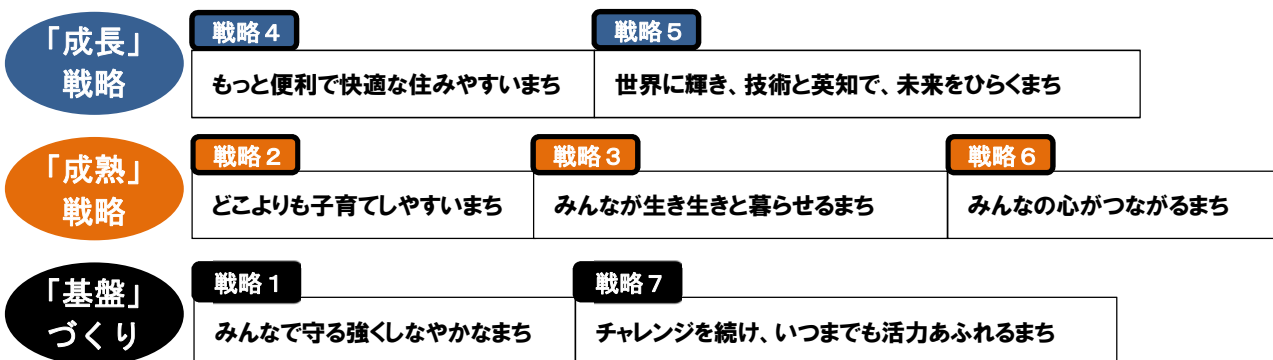 「成長」
戦略
戦略4
戦略5
もっと便利で快適な住みやすいまち
世界に輝き、技術と英知で、未来をひらくまち
「成熟」
戦略
戦略2
戦略3
戦略6
どこよりも子育てしやすいまち
みんなが生き生きと暮らせるまち
みんなの心がつながるまち
「基盤」
づくり
戦略1
戦略7
みんなで守る強くしなやかなまち
チャレンジを続け、いつまでも活力あふれるまち